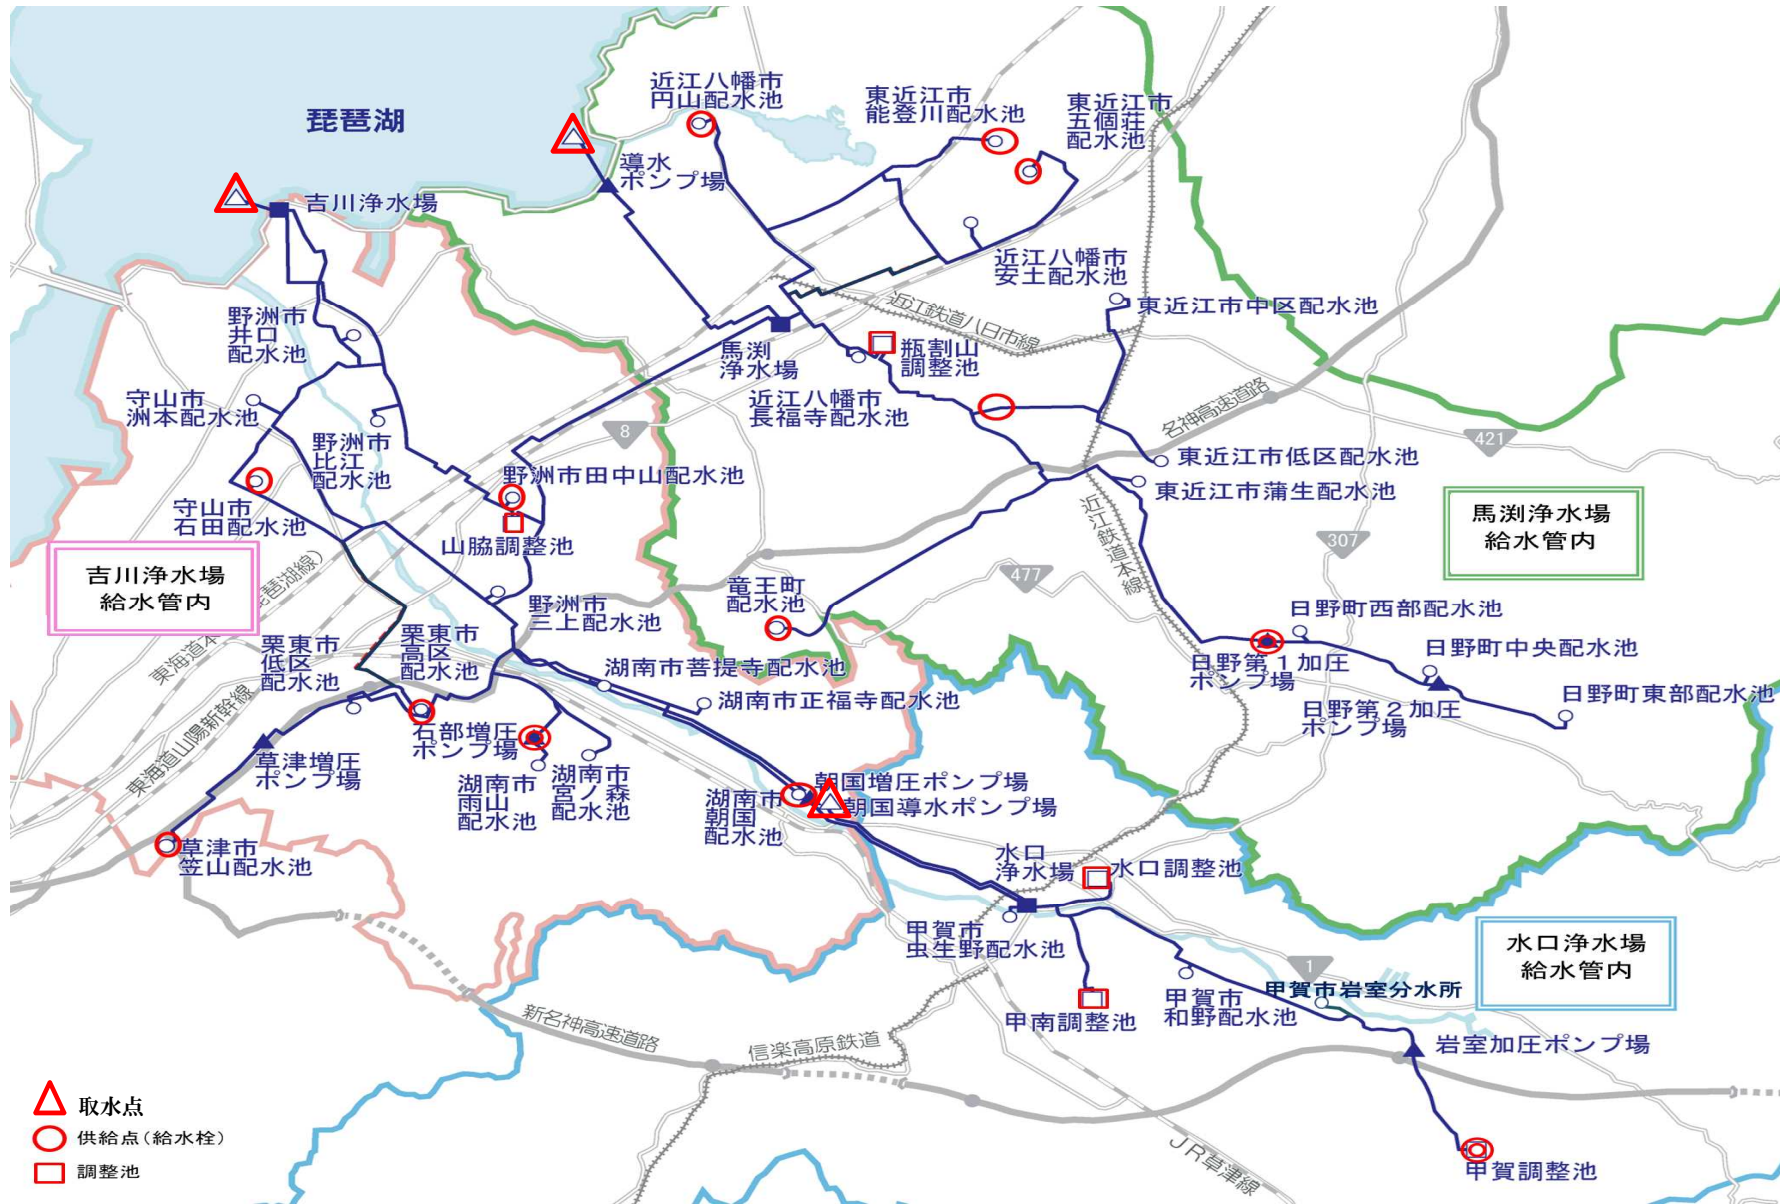 近江八幡市
円山配水池
東近江市
能登川配水池
東近江市
五個荘
配水池
琵琶湖
導水
ポンプ場
吉川浄水場
近江八幡市
安土配水池
東近江市中区配水池
近江鉄道八日市線
野洲市
井口
配水池
馬渕
浄水場
瓶割山
調整池
近江八幡市
長福寺配水池
名神高速道路
守山市
洲本配水池
8
421
野洲市
比江
配水池
野洲市田中山配水池
東近江市低区配水池
東近江市蒲生配水池
守山市
石田配水池
山脇調整池
近江鉄道本線
馬渕浄水場
給水管内
307
吉川浄水場
給水管内
琵琶湖線)
東海道本
477
竜王町
配水池
野洲市
三上配水池
日野町西部配水池
栗東市
低区
配水池
栗東市
高区
配水池
湖南市菩提寺配水池
日野第1加圧
ポンプ場
日野町中央配水池
湖南市正福寺配水池
日野町東部配水池
日野第2加圧
ポンプ場
東海道山陽新幹線
草津増圧
ポンプ場
石部増圧
ポンプ場
湖南市
雨山
配水池
湖南市
宮ノ森
配水池
湖南市
朝国
配水池
朝国増圧ポンプ場
朝国導水ポンプ場
草津市
笠山配水池
水口
浄水場
水口調整池
甲賀市
虫生野配水池
水口浄水場
給水管内
1
甲賀市岩室分水所
甲賀市
和野配水池
甲南調整池
新名神高速道路
信楽高原鉄道
岩室加圧ポンプ場
JR草津線
甲賀調整池
取水点
供給点(給水栓)
調整池